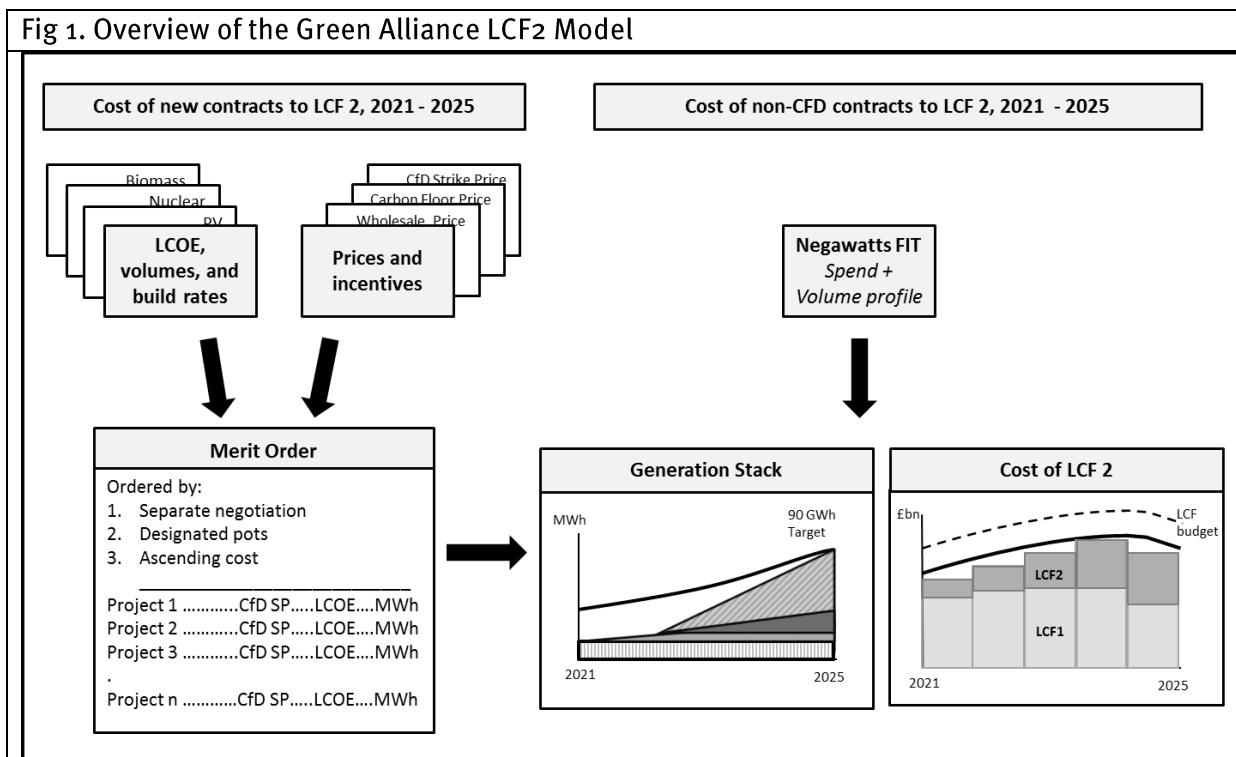 Fig 1. Overview of the Green Alliance LCF2 Model
Cost of new contracts to LCF 2, 2021 - 2025
Cost of non-CFD contracts to LCF 2, 2021 - 2025
Biomass
Nuclear
PV
LCOE,
volumes, and
build rates
CfD Strike Price
Carbon Floor Price
Wholesale Price
Prices and
incentives
Negawatts FIT
Spend +
Volume profile
Merit Order
Ordered by:
1. Separate negotiation
2. Designated pots
3. Ascending cost
Project 1 ...........CfD SP.....LCOE....MWh
Project 2 ...........CfD SP.....LCOE....MWh
Project 3 ...........CfD SP.....LCOE....MWh
.
Project n ............CfD SP.....LCOE....MWh
Generation Stack
MWh
90 GWh
Target
2021
2025
Cost of LCF 2
£bn
LCF
budget
LCF2
LCF1
2021
2025